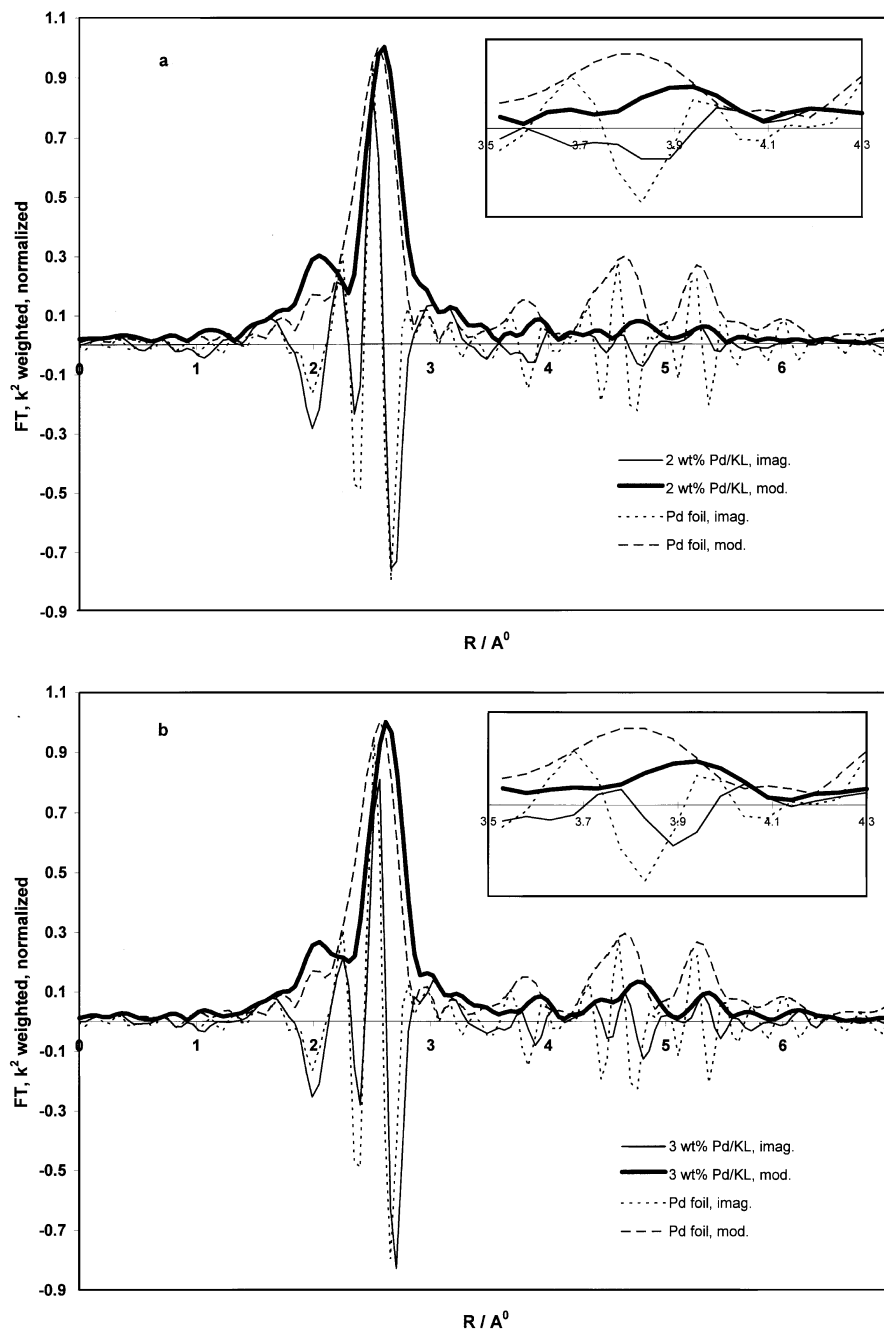 1.1
a
0.9
0.7
0.5
0.3
0.1
-0.1
-0.3
-0.5
-0.7
-0.9
FT, k² weighted, normalized
3.5 3.7 3.9 4.1 4.3
0 1 2 3 4 5 6
2 wt% Pd/KL, imag.
2 wt% Pd/KL, mod.
Pd foil, imag.
Pd foil, mod.
R / A⁰
1.1
b
0.9
0.7
0.5
0.3
0.1
-0.1
-0.3
-0.5
-0.7
-0.9
FT, k² weighted, normalized
3.5 3.7 3.9 4.1 4.3
0 1 2 3 4 5 6
3 wt% Pd/KL, imag.
3 wt% Pd/KL, mod.
Pd foil, imag.
Pd foil, mod.
R / A⁰